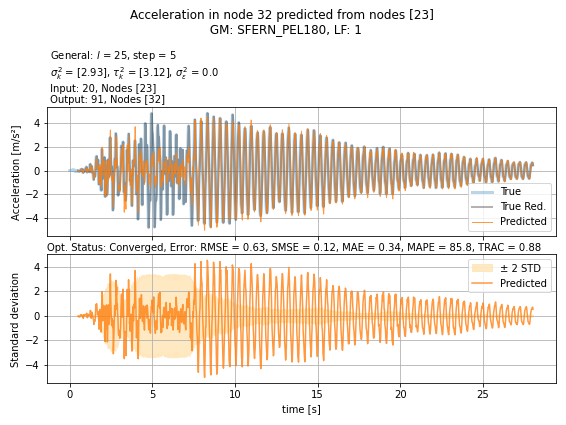 Acceleration in node 32 predicted from nodes [23]
GM: SFERN_PEL180, LF: 1
General: l = 25, step = 5
σ²ₖ = [2.93], τ²ₖ = [3.12], σ²ε = 0.0
Input: 20, Nodes [23]
Output: 91, Nodes [32]
Acceleration [m/s²]
4
2
0
−2
−4
True
True Red.
Predicted
Opt. Status: Converged, Error: RMSE = 0.63, SMSE = 0.12, MAE = 0.34, MAPE = 85.8, TRAC = 0.88
Standard deviation
4
2
0
−2
−4
± 2 STD
Predicted
0 5 10 15 20 25
time [s]